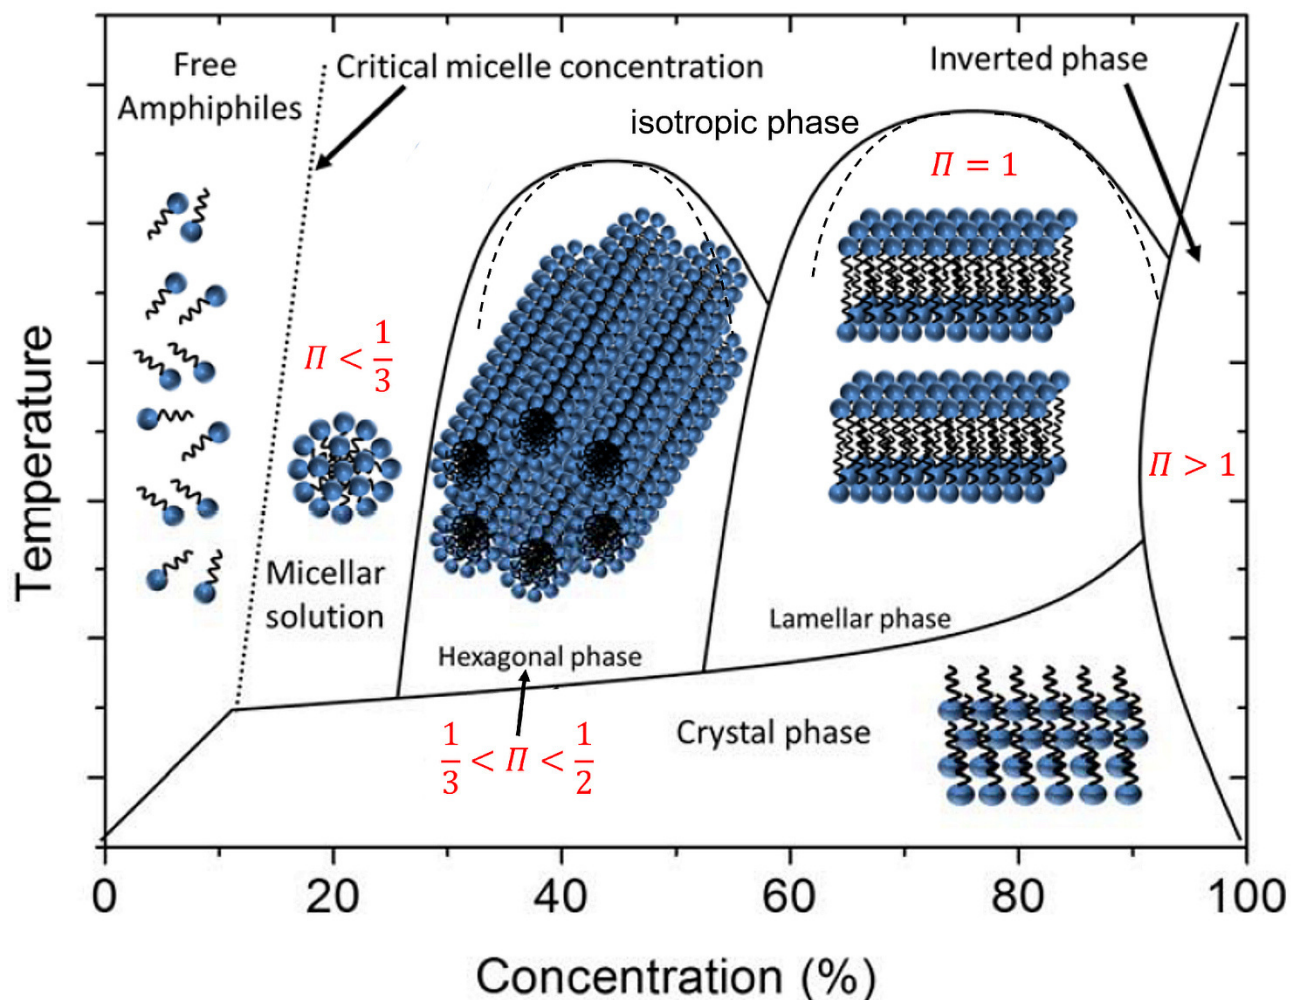 Free
Amphiphiles
Critical micelle concentration
Inverted phase
isotropic phase
Π = 1
Π < 1/3
Π > 1
Micellar
solution
Hexagonal phase
Lamellar phase
1/3 < Π < 1/2
Crystal phase
Temperature
0 20 40 60 80 100
Concentration (%)